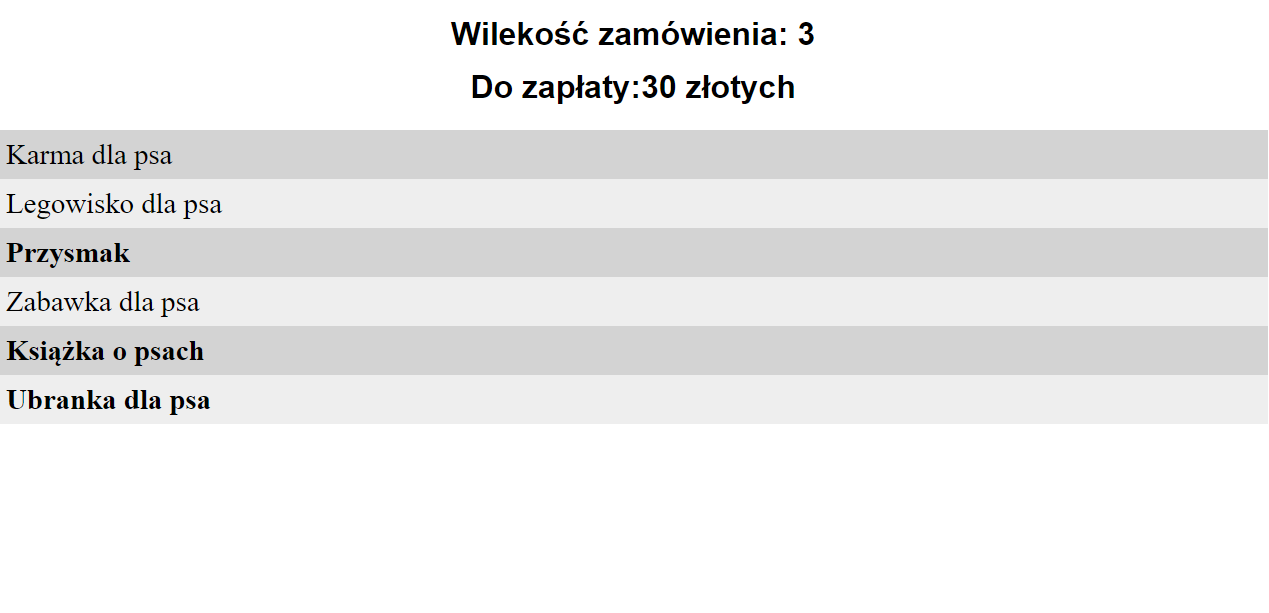 Wilekość zamówienia: 3
Do zapłaty:30 złotych
Karma dla psa
Legowisko dla psa
Przysmak
Zabawka dla psa
Książka o psach
Ubranka dla psa